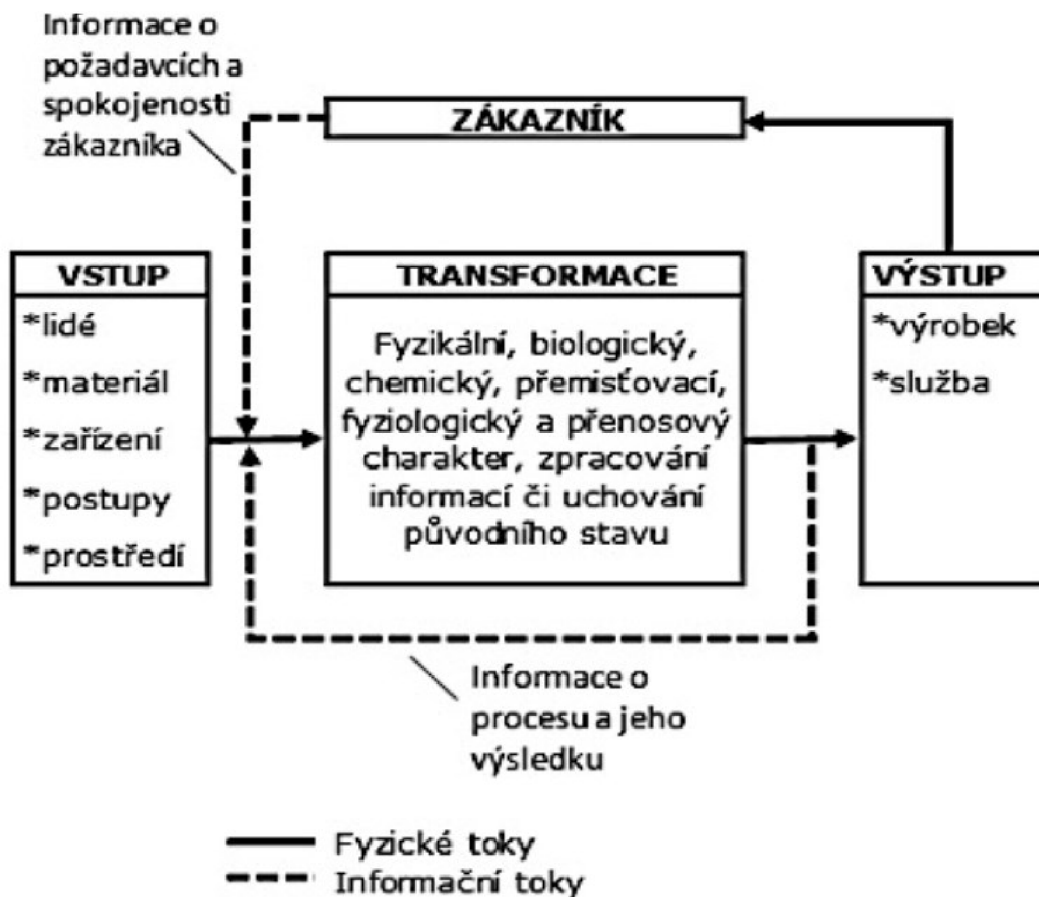 Informace o
požadavcích a
spokojenosti
zákazníka
ZÁKAZNÍK
VSTUP
*lidé
*materiál
*zařízení
*postupy
*prostředí
TRANSFORMACE
Fyzikální, biologický,
chemický, přemisťovací,
fyziologický a přenosový
charakter, zpracování
informací či uchování
původního stavu
VÝSTUP
*výrobek
*služba
Informace o
procesu a jeho
výsledku
Fyzické toky
Informační toky